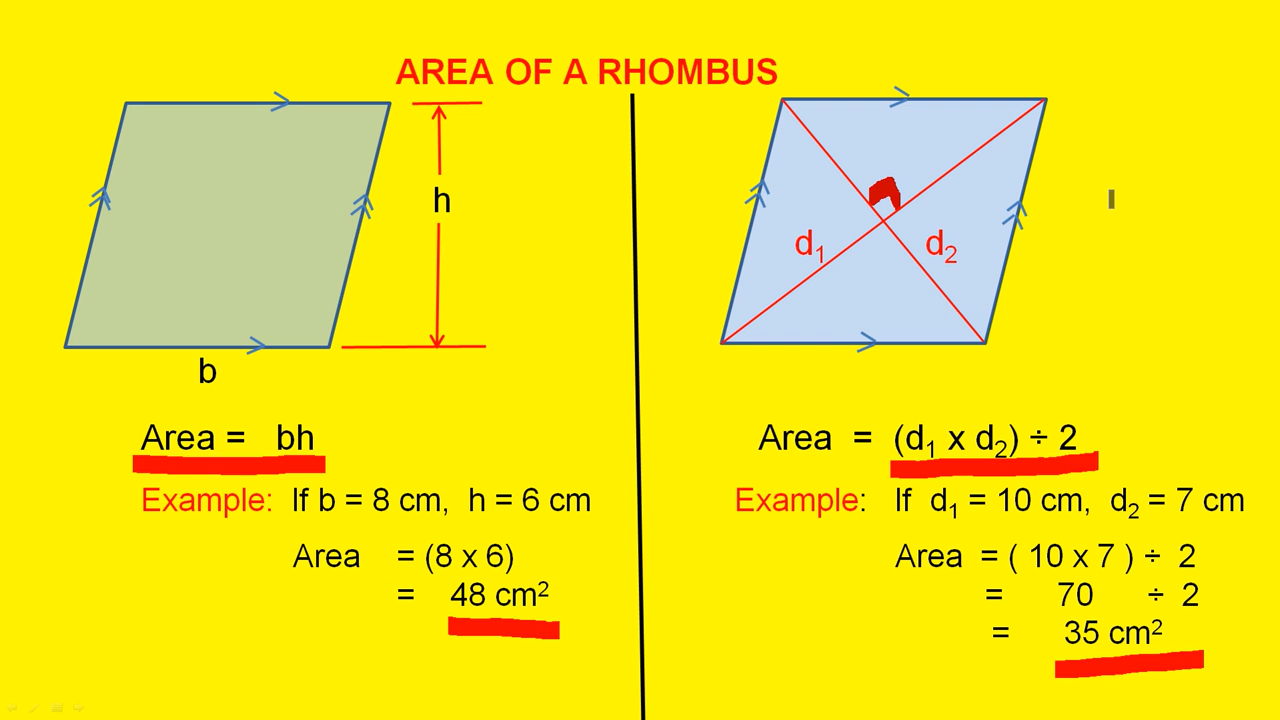 AREA OF A RHOMBUS
h
b
Area = bh
Example: If b = 8 cm, h = 6 cm
Area = (8 x 6)
= 48 cm²
d₁
d₂
Area = (d₁ x d₂) ÷ 2
Example: If d₁ = 10 cm, d₂ = 7 cm
Area = ( 10 x 7 ) ÷ 2
= 70 ÷ 2
= 35 cm²